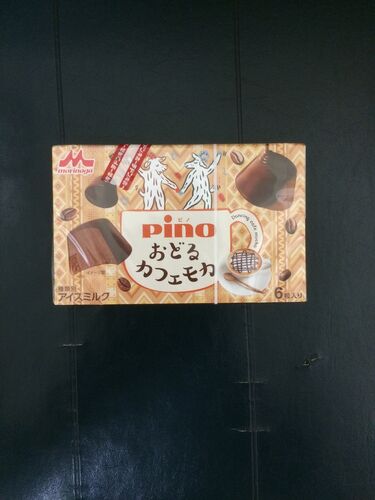 morinaga
ピノ
Pino
おどる
カフェモカ
Dancing cafe mocha
種類別
アイスミルク
6粒入り